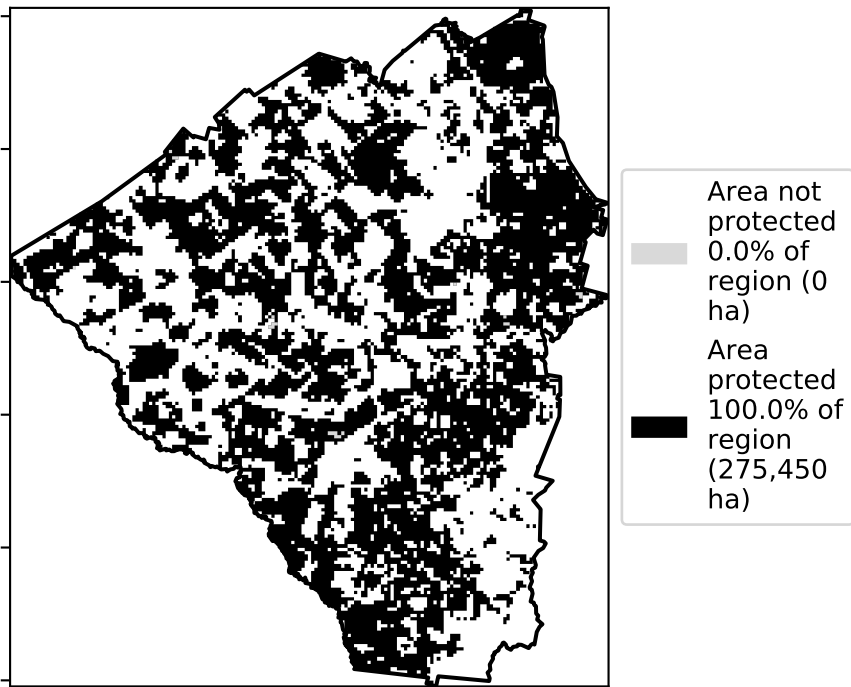 Area not
protected
0.0% of
region (0
ha)
Area
protected
100.0% of
region
(275,450
ha)